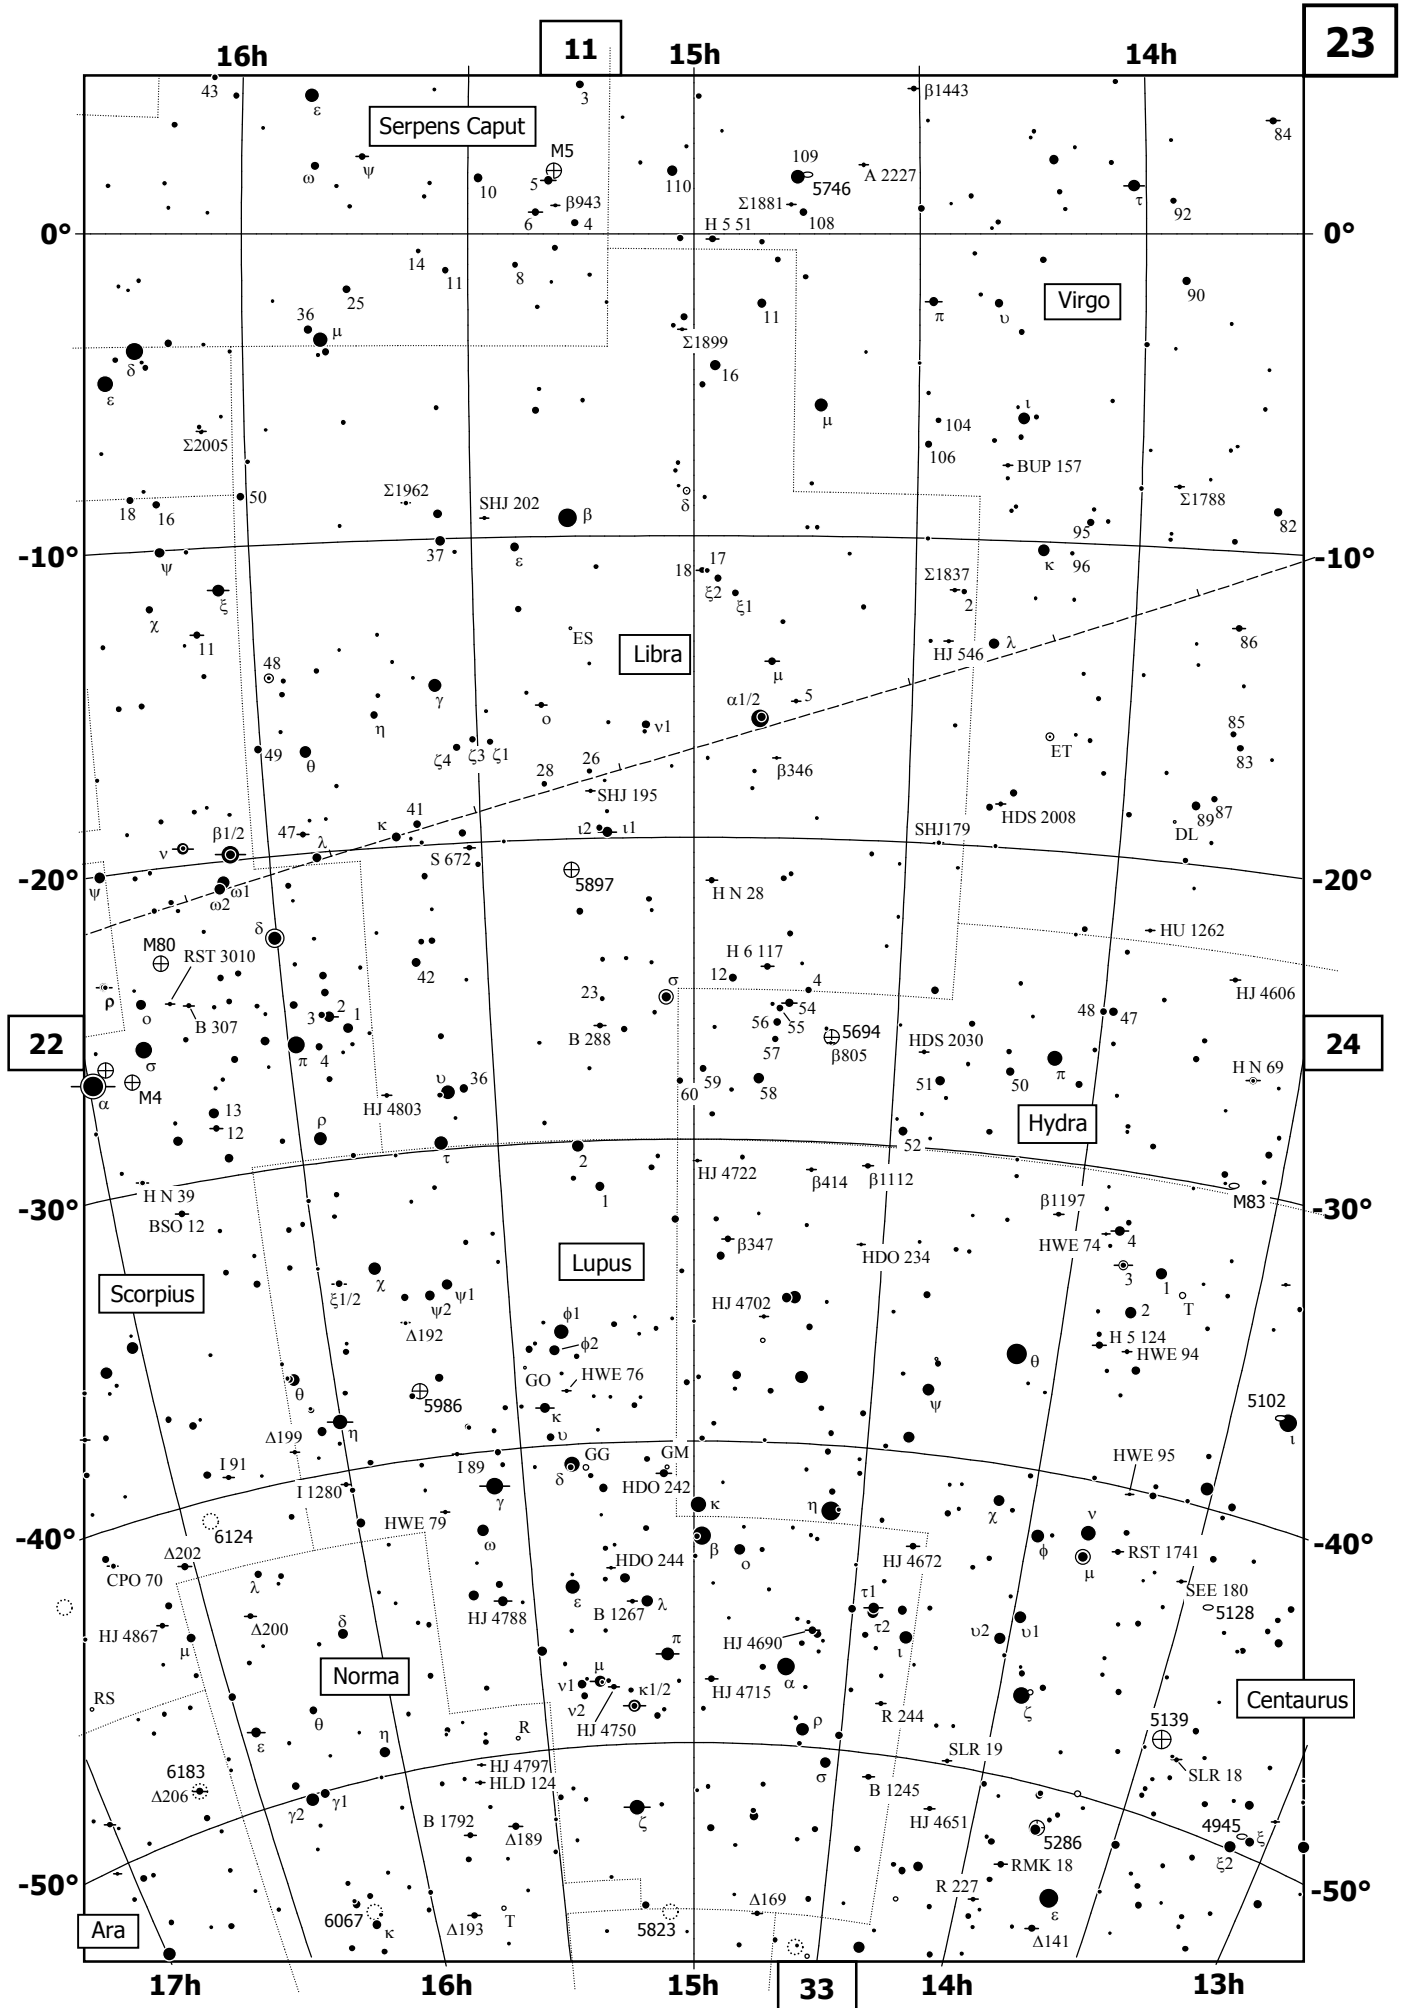 11
23
16h
15h
14h
43
ε
3
β1443
84
Serpens Caput
M5
ω
ψ
10
5
110
109
5746
A 2227
τ
92
β943
6
4
Σ1881
108
0°
H 5 51
0°
14
11
8
25
11
π
υ
Virgo
90
36
μ
Σ1899
δ
16
ε
μ
ι
104
106
Σ2005
BUP 157
50
Σ1962
SHJ 202
β
δ
Σ1788
18
16
95
82
-10°
ψ
37
ε
κ
96
-10°
18
17
ξ2
ξ1
Σ1837
2
ξ
χ
11
ES
Libra
HJ 546
λ
86
48
γ
μ
α1/2
5
η
ο
ν1
85
49
θ
ζ4
ζ3
ζ1
ET
83
26
28
SHJ 195
β346
41
HDS 2008
89
87
DL
ν
β1/2
47
λ
κ
ι2
ι1
SHJ179
S 672
-20°
ψ
ω1
ω2
5897
H N 28
-20°
δ
HU 1262
M80
RST 3010
42
H 6 117
σ
12
4
HJ 4606
ρ
ο
B 307
3
2
1
23
54
55
56
48
47
22
σ
π
4
B 288
57
5694
β805
HDS 2030
24
α
M4
υ
36
60
59
58
51
50
π
H N 69
13
12
HJ 4803
ρ
Hydra
τ
2
52
H N 39
HJ 4722
β414
β1112
1
M83
-30°
BSO 12
β1197
-30°
β347
HWE 74
4
Lupus
HDO 234
Scorpius
χ
ξ1/2
ψ2
ψ1
3
1
T
HJ 4702
2
Δ192
φ1
φ2
H 5 124
HWE 94
θ
GO
HWE 76
θ
5986
ψ
5102
κ
ι
η
υ
Δ199
I 91
I 89
GG
GM
HWE 95
δ
HDO 242
I 1280
γ
κ
η
6124
HWE 79
χ
ν
-40°
ω
β
ο
φ
-40°
Δ202
HDO 244
HJ 4672
μ
RST 1741
CPO 70
λ
SEE 180
ε
τ1
HJ 4788
B 1267
λ
5128
HJ 4867
Δ200
δ
HJ 4690
τ2
υ2
υ1
μ
π
ι
Norma
μ
α
ν1
κ1/2
HJ 4715
Centaurus
RS
ν2
ζ
θ
HJ 4750
R 244
ε
η
R
ρ
5139
6183
HJ 4797
SLR 19
Δ206
HLD 124
σ
SLR 18
γ2
γ1
B 1245
B 1792
Δ189
ζ
HJ 4651
4945
ξ
5286
ξ2
RMK 18
-50°
R 227
-50°
Ara
6067
κ
Δ193
T
5823
Δ169
ε
Δ141
17h
16h
15h
33
14h
13h